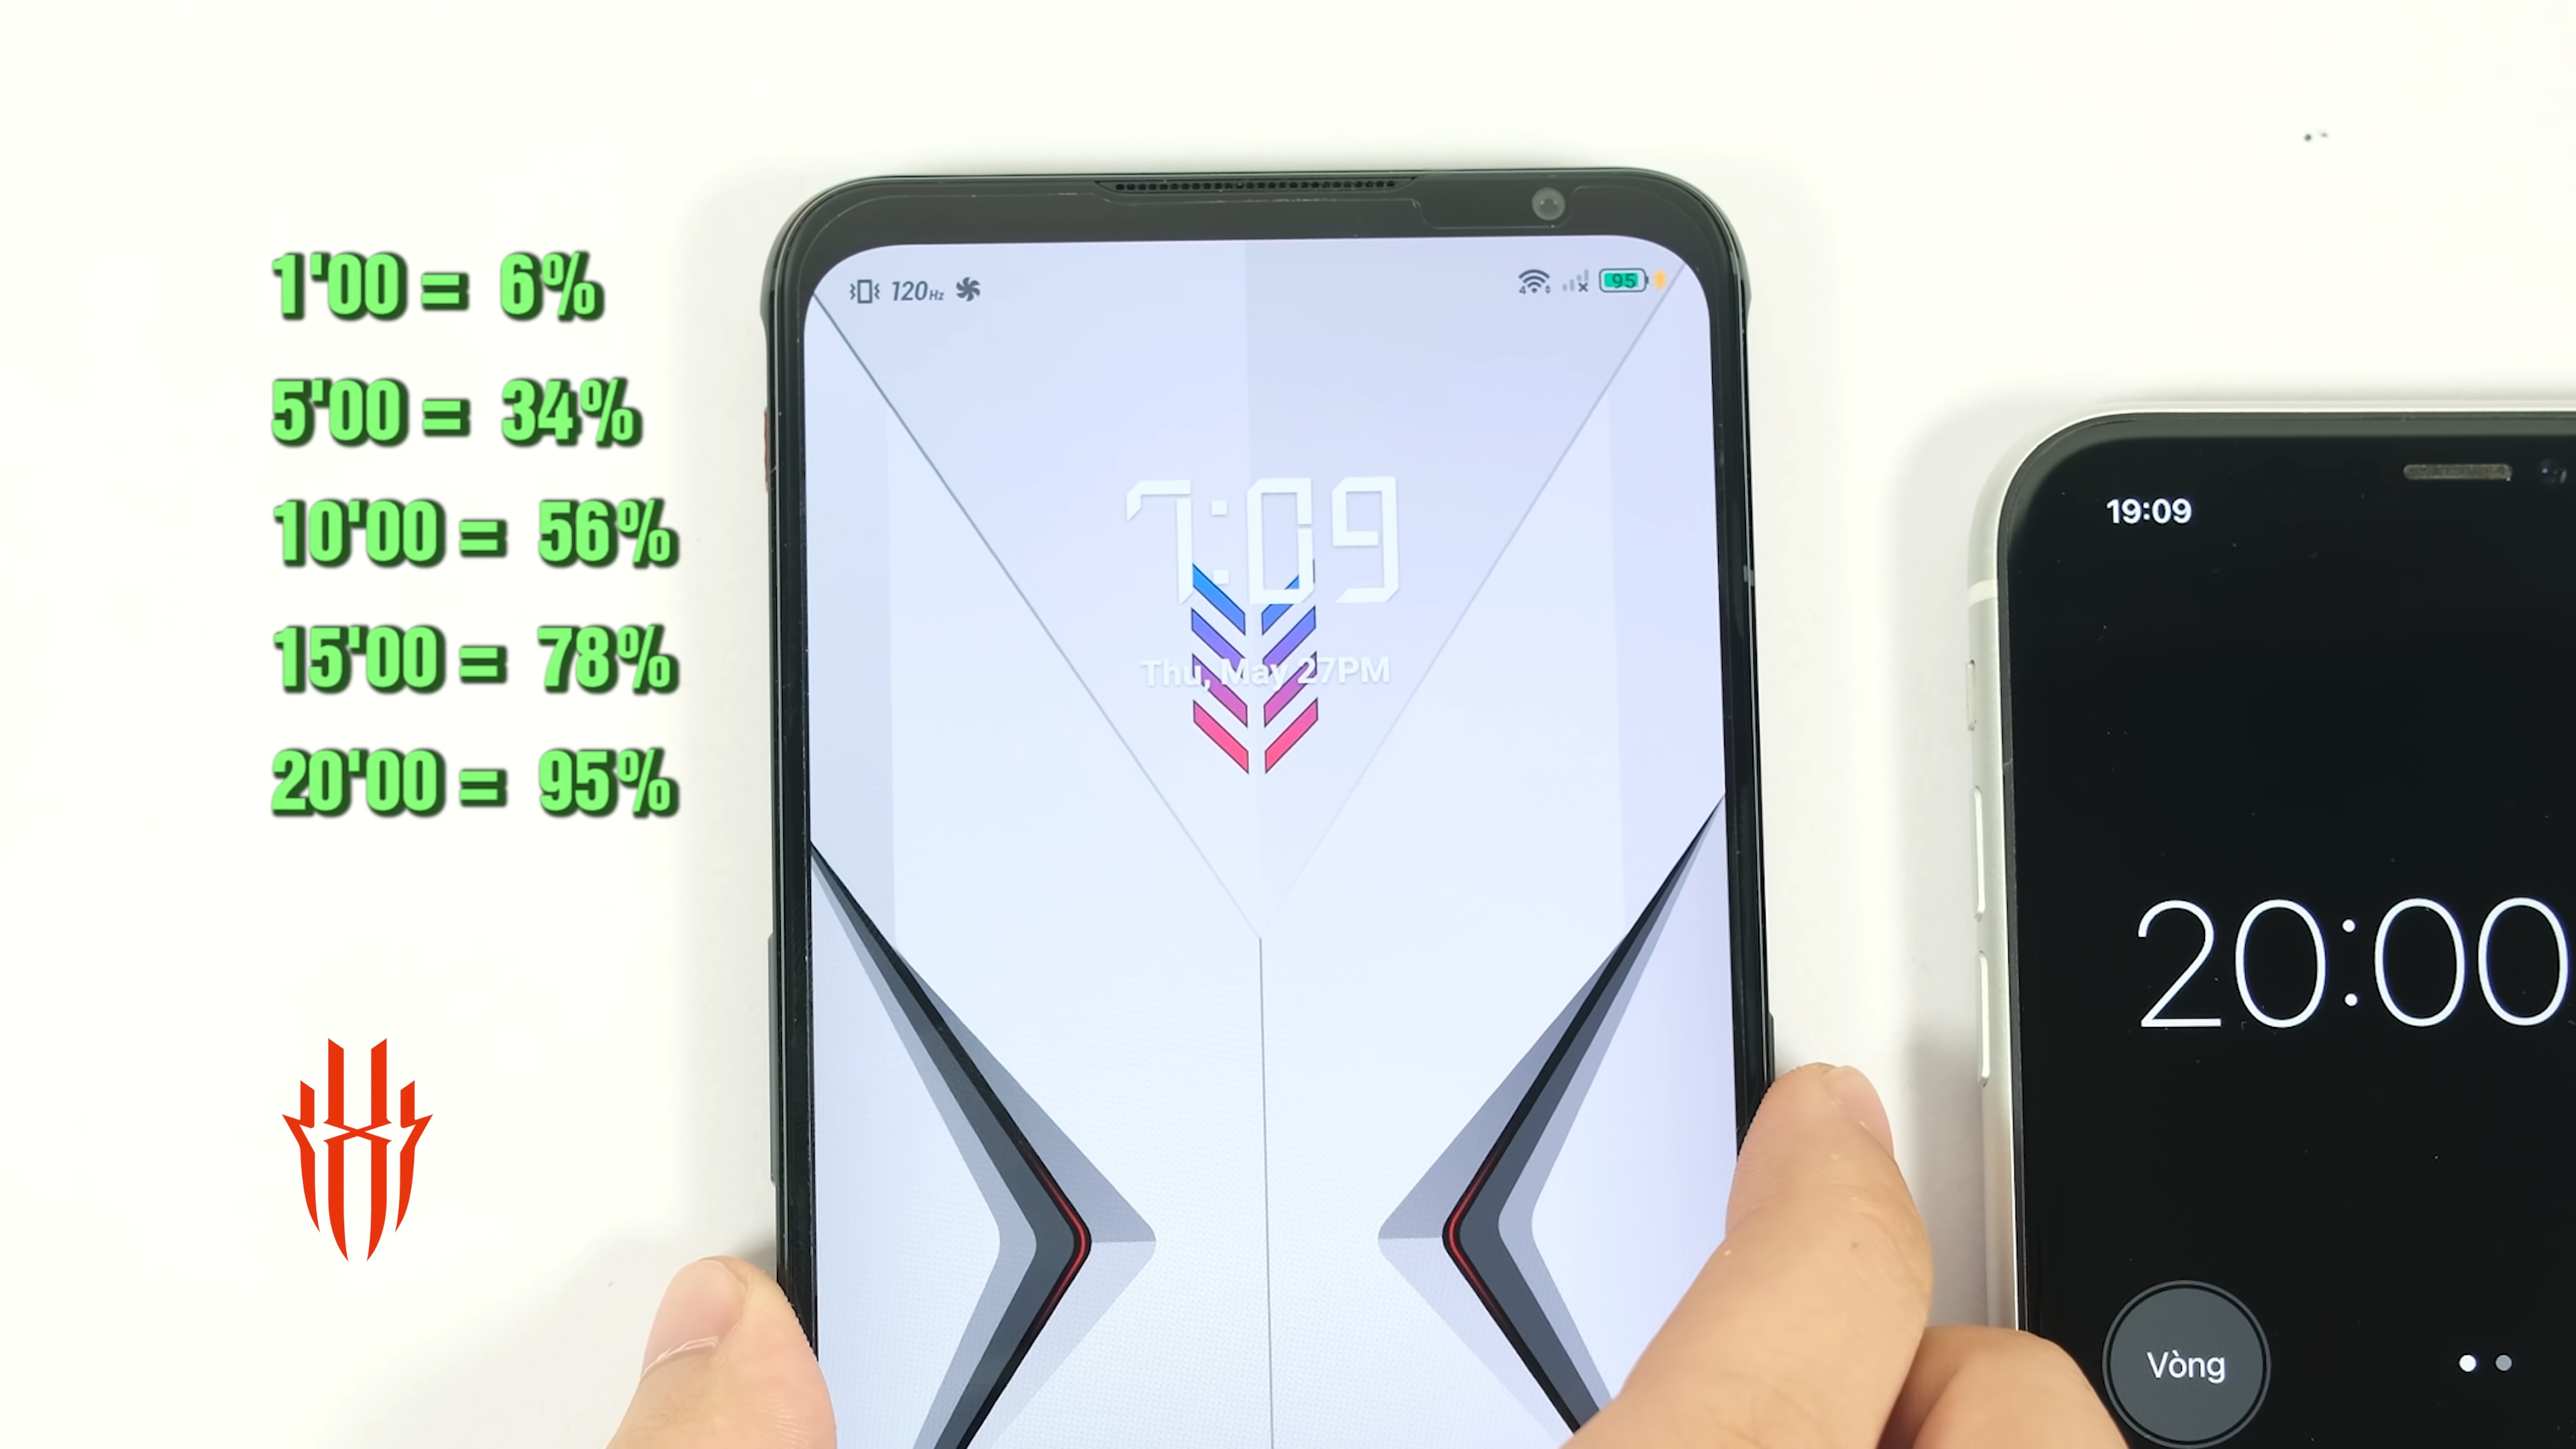 1'00 = 6%
5'00 = 34%
10'00 = 56%
15'00 = 78%
20'00 = 95%
120Hz
95
7:09
Thu, May 27PM
19:09
20:00
Vòng